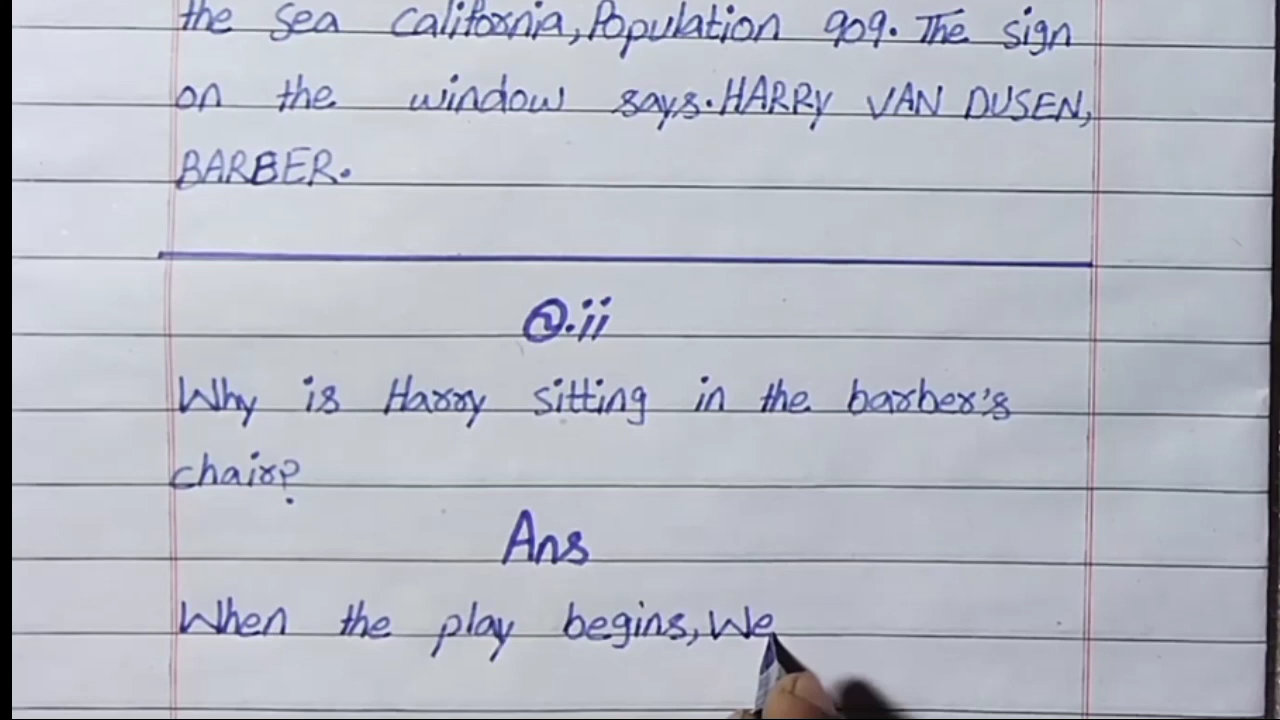 the sea California, Population 909. The sign
on the window says. HARRY VAN DUSEN,
BARBER.
Q.ii
Why is Harry sitting in the barber's
chair?
Ans
When the play begins, We